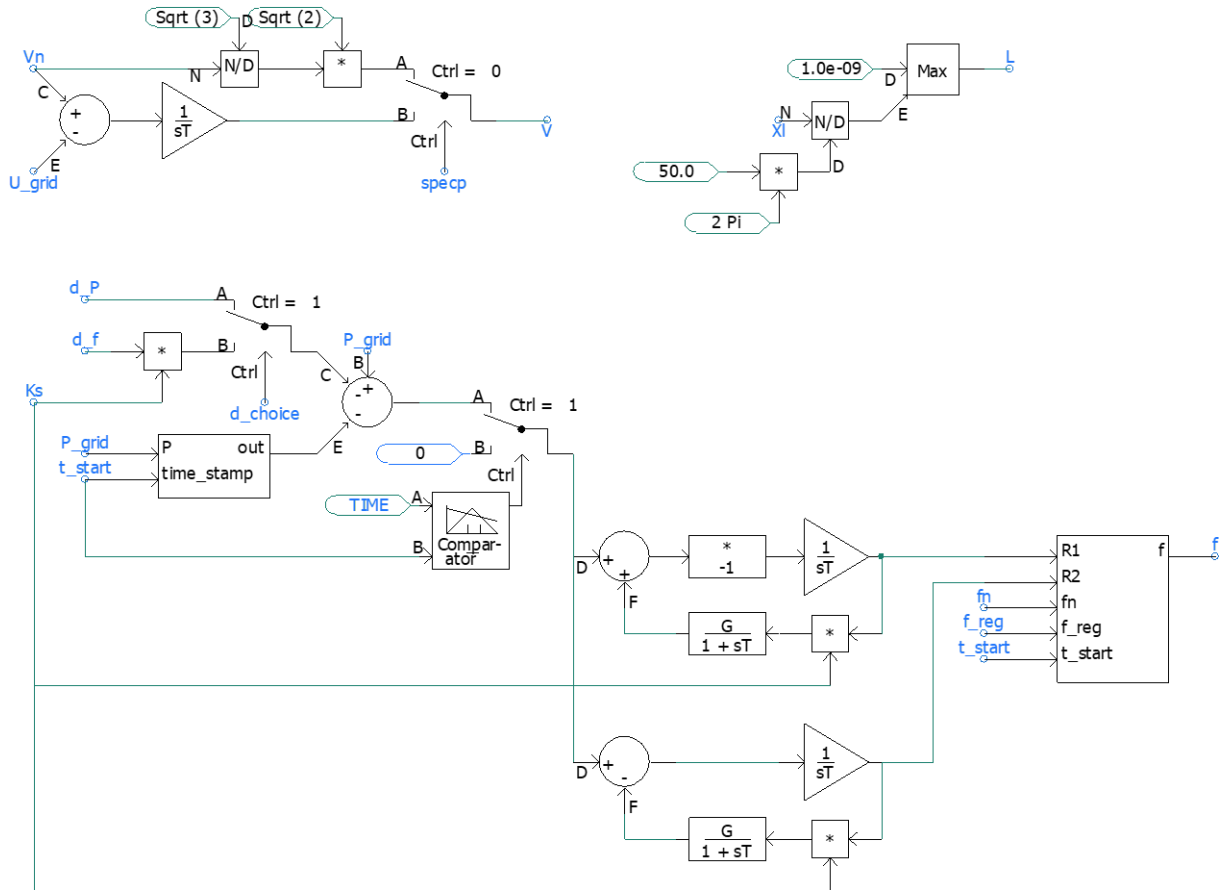 Sqrt (3)
D
Sqrt (2)
Vn
N
N/D
*
A
Ctrl = 0
C
+
-
1
sT
B
V
Ctrl
E
U_grid
specp
1.0e-09
D
Max
L
N
Xl
N/D
E
50.0
*
D
2 Pi
d_P
A
Ctrl = 1
d_f
*
B
P_grid
B
Ctrl
C
+
-
-
A
Ctrl = 1
Ks
d_choice
E
B
0
Ctrl
P_grid
P
out
t_start
time_stamp
TIME
A
B
Compar-
ator
D
+
+
*
-1
1
sT
F
G
1 + sT
*
R1
f
R2
fn
fn
f_reg
f_reg
t_start
t_start
f
D
+
-
1
sT
F
G
1 + sT
*